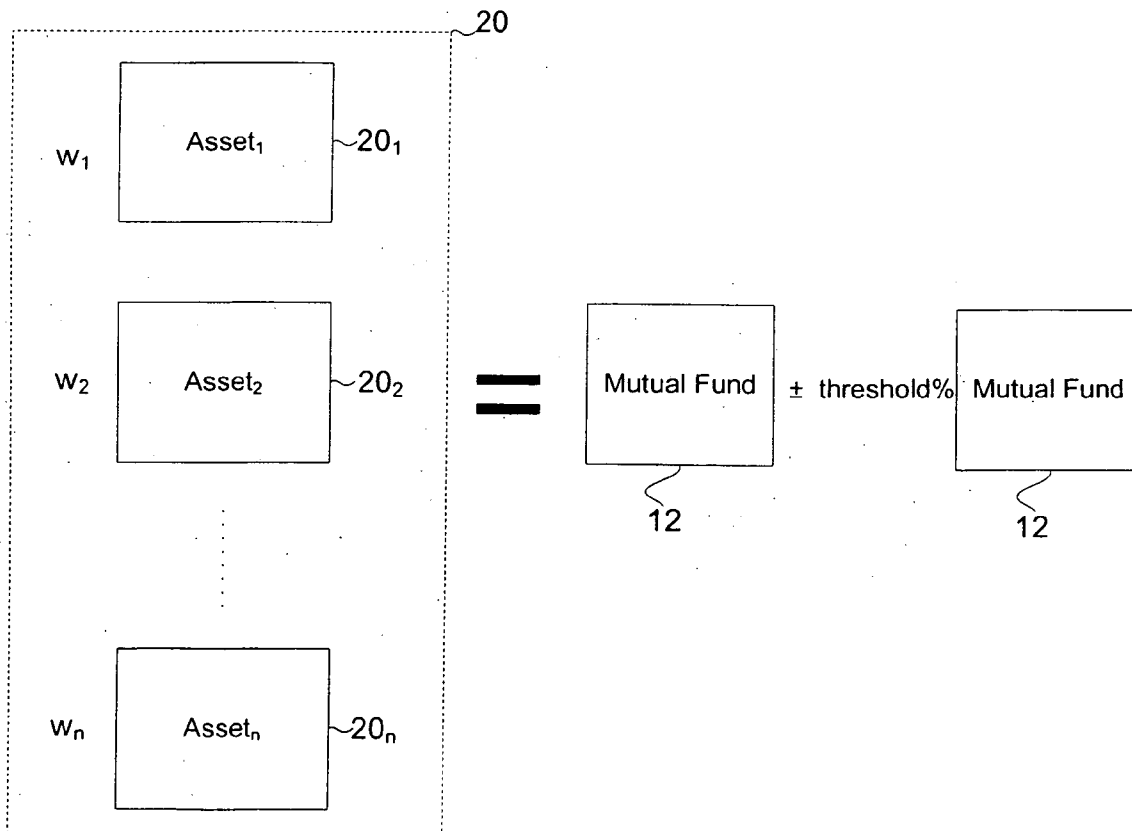 20
w₁ Asset₁ 20₁
w₂ Asset₂ 20₂
Mutual Fund ± threshold% Mutual Fund
12 12
wₙ Assetₙ 20ₙ